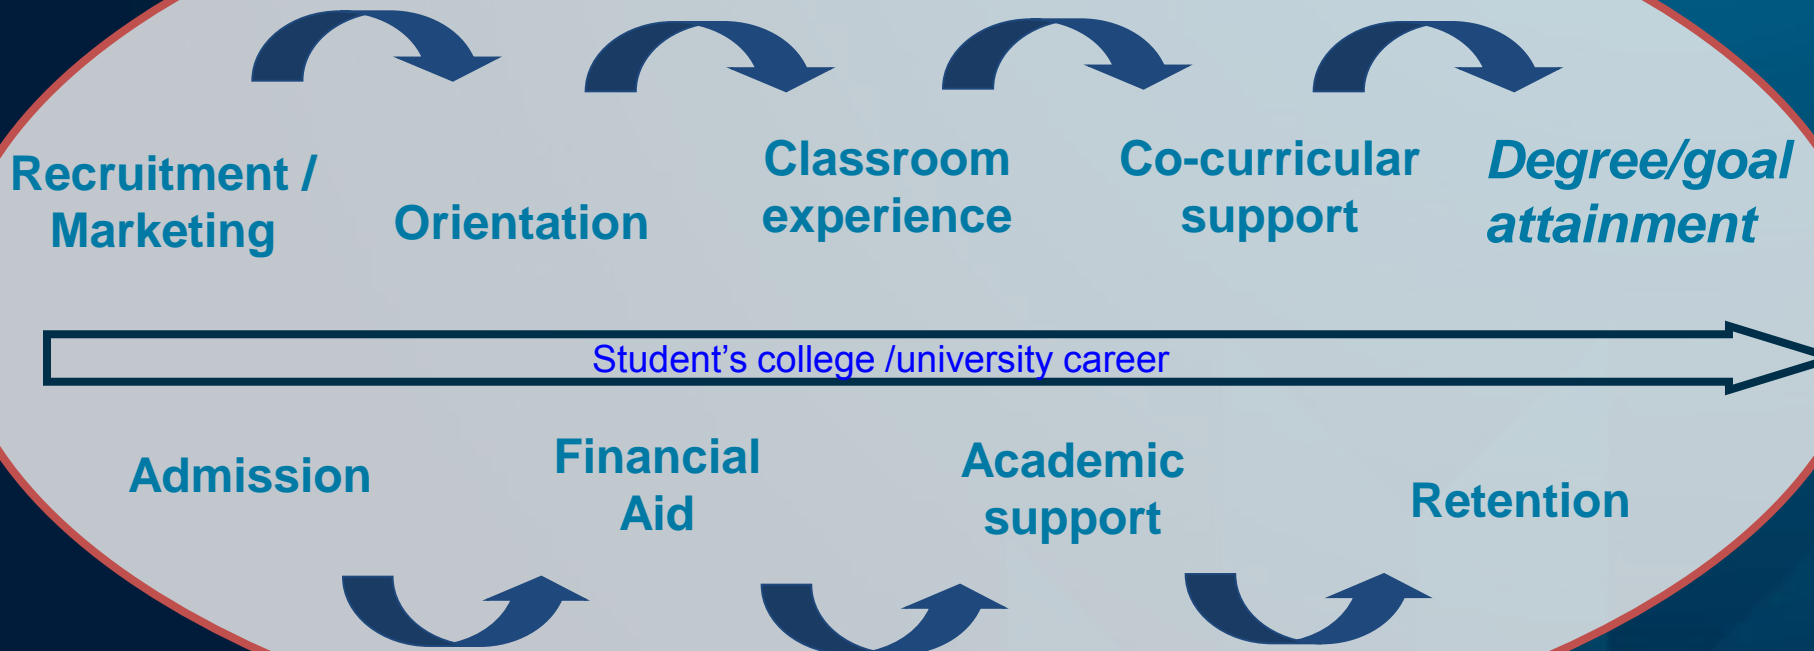 Recruitment /
Marketing
Orientation
Classroom
experience
Co-curricular
support
Degree/goal
attainment
Student’s college /university career
Admission
Financial
Aid
Academic
support
Retention